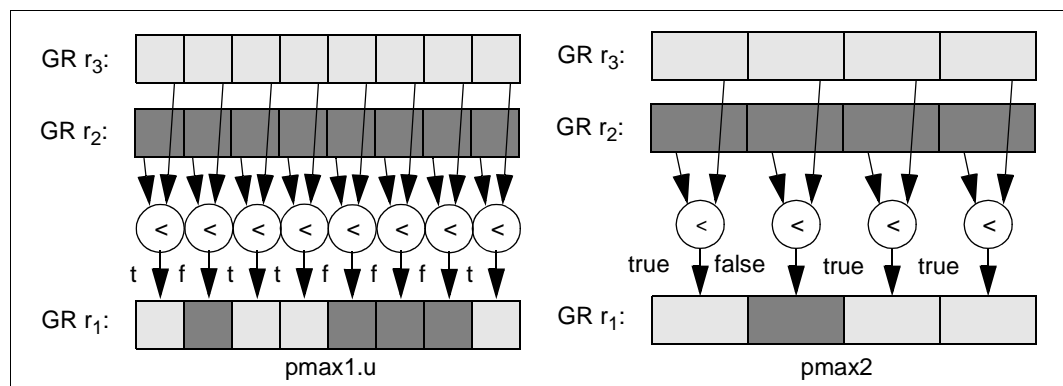 GR r3:
GR r2:
< < < < < < < <
t f t t f f f t
GR r1:
pmax1.u
GR r3:
GR r2:
< < < <
true false true true
GR r1:
pmax2